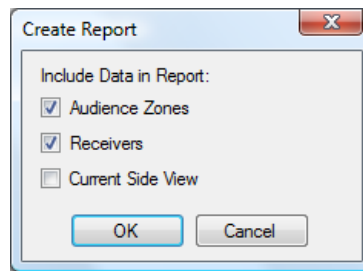 Create Report
Include Data in Report:
Audience Zones
Receivers
Current Side View
OK Cancel